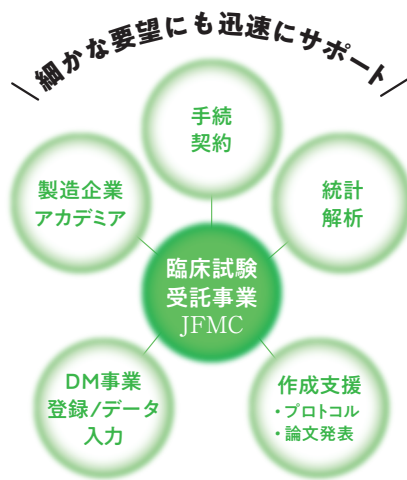 \細かな要望にも迅速にサポート/
手続
契約
製造企業
アカデミア
統計
解析
臨床試験
受託事業
JFMC
DM事業
登録/データ
入力
作成支援
・プロトコル
・論文発表